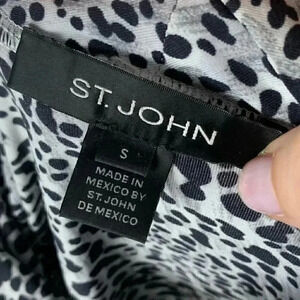 ST. JOHN
S
MADE IN
MEXICO BY
ST. JOHN
DE MEXICO